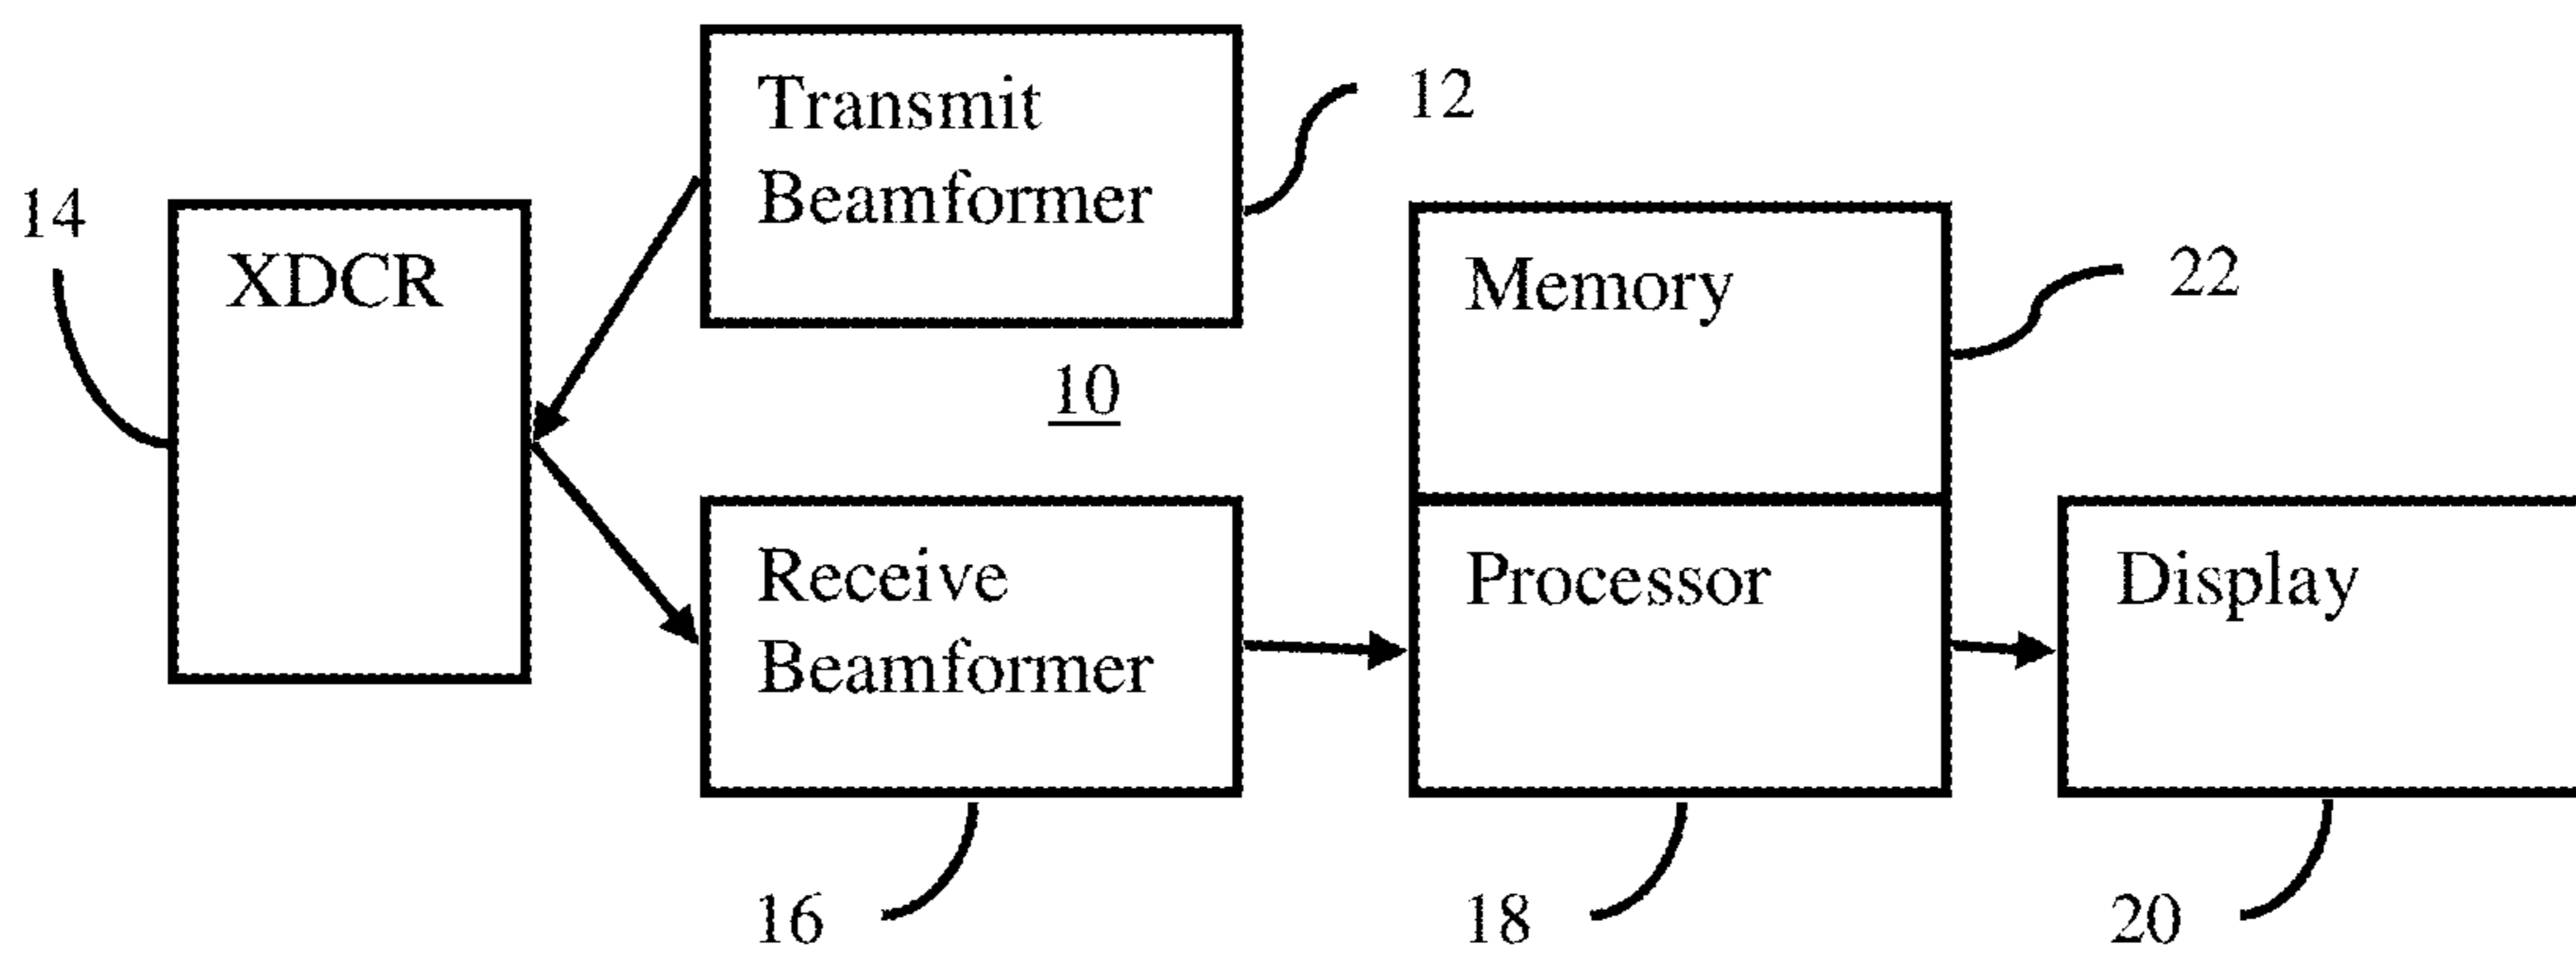 Transmit
Beamformer
12
14
XDCR
Memory
22
10
Receive
Beamformer
Processor
Display
16
18
20